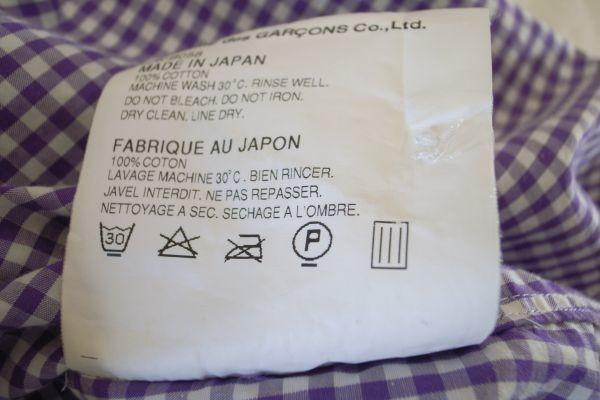 des GARÇONS Co.,Ltd.
MADE IN JAPAN
100% COTTON
MACHINE WASH 30°C. RINSE WELL.
DO NOT BLEACH. DO NOT IRON.
DRY CLEAN, LINE DRY.
FABRIQUE AU JAPON
100% COTON
LAVAGE MACHINE 30°C. BIEN RINCER.
JAVEL INTERDIT. NE PAS REPASSER.
NETTOYAGE A SEC. SECHAGE A L'OMBRE.
30 P